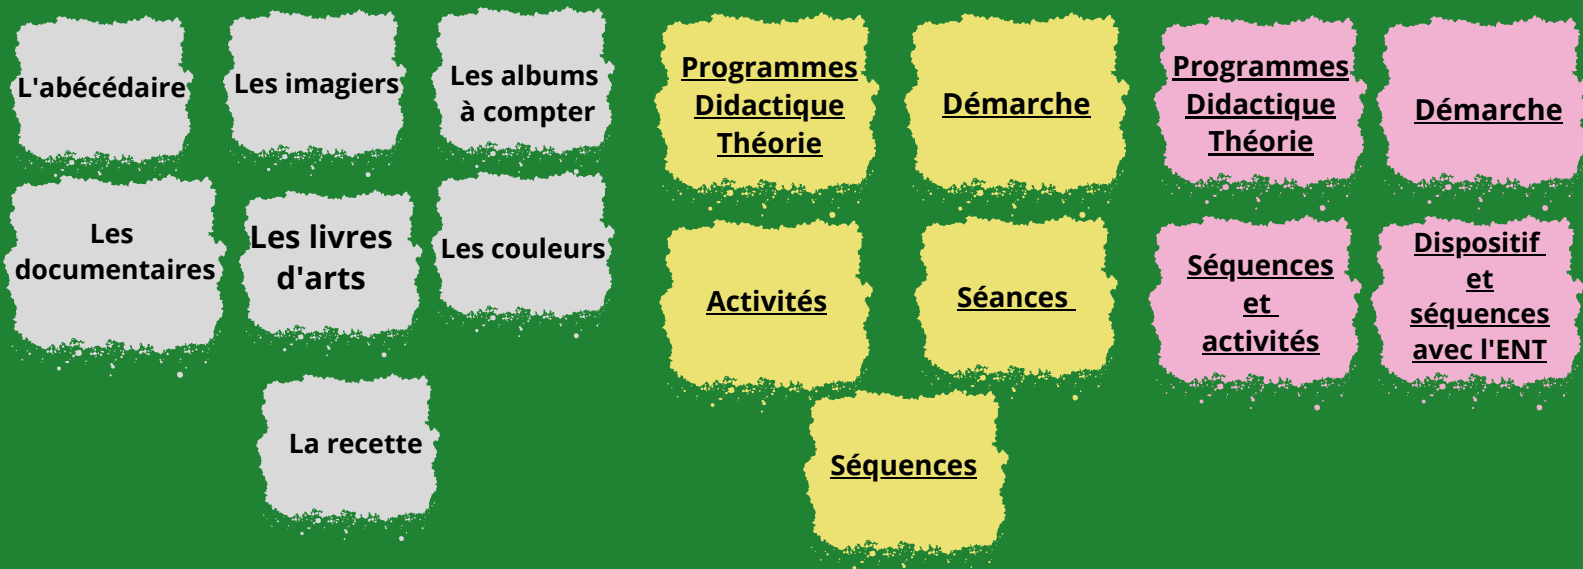 L'abécédaire
Les imagiers
Les albums
à compter
Les
documentaires
Les livres
d'arts
Les couleurs
La recette
Programmes
Didactique
Théorie
Démarche
Activités
Séances
Séquences
Programmes
Didactique
Théorie
Démarche
Séquences
et
activités
Dispositif
et
séquences
avec l'ENT